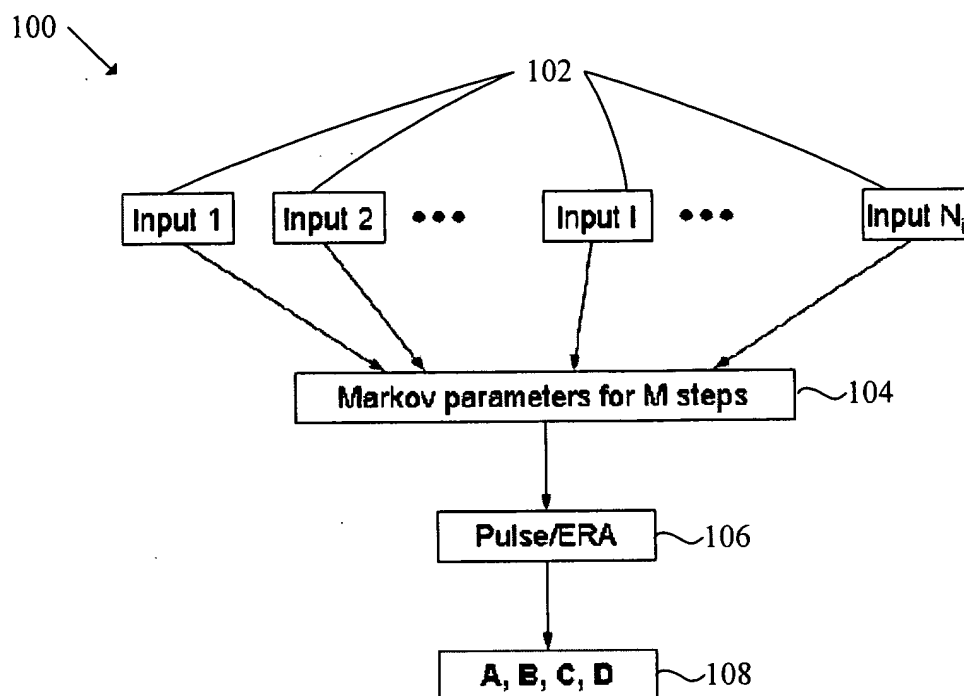 100
102
Input 1 Input 2 ••• Input I ••• Input Ni
Markov parameters for M steps 104
Pulse/ERA 106
A, B, C, D 108